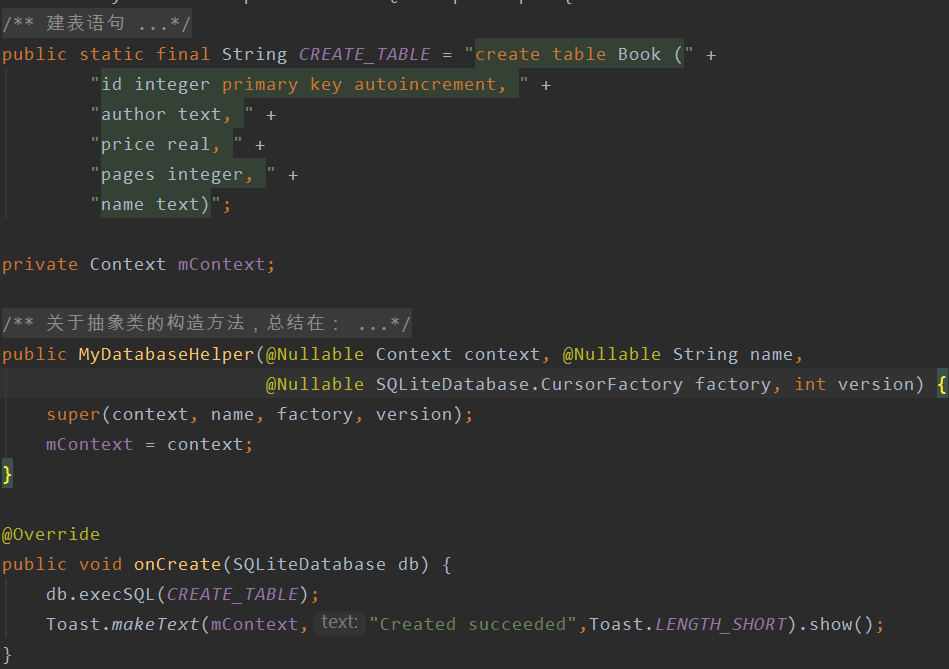 /** 建表语句 ...*/
public static final String CREATE_TABLE = "create table Book (" +
"id integer primary key autoincrement, " +
"author text, " +
"price real, " +
"pages integer, " +
"name text)";
private Context mContext;
/** 关于抽象类的构造方法，总结在： ...*/
public MyDatabaseHelper(@Nullable Context context, @Nullable String name,
@Nullable SQLiteDatabase.CursorFactory factory, int version) {
super(context, name, factory, version);
mContext = context;
}
@Override
public void onCreate(SQLiteDatabase db) {
db.execSQL(CREATE_TABLE);
Toast.makeText(mContext, text: "Created succeeded",Toast.LENGTH_SHORT).show();
}